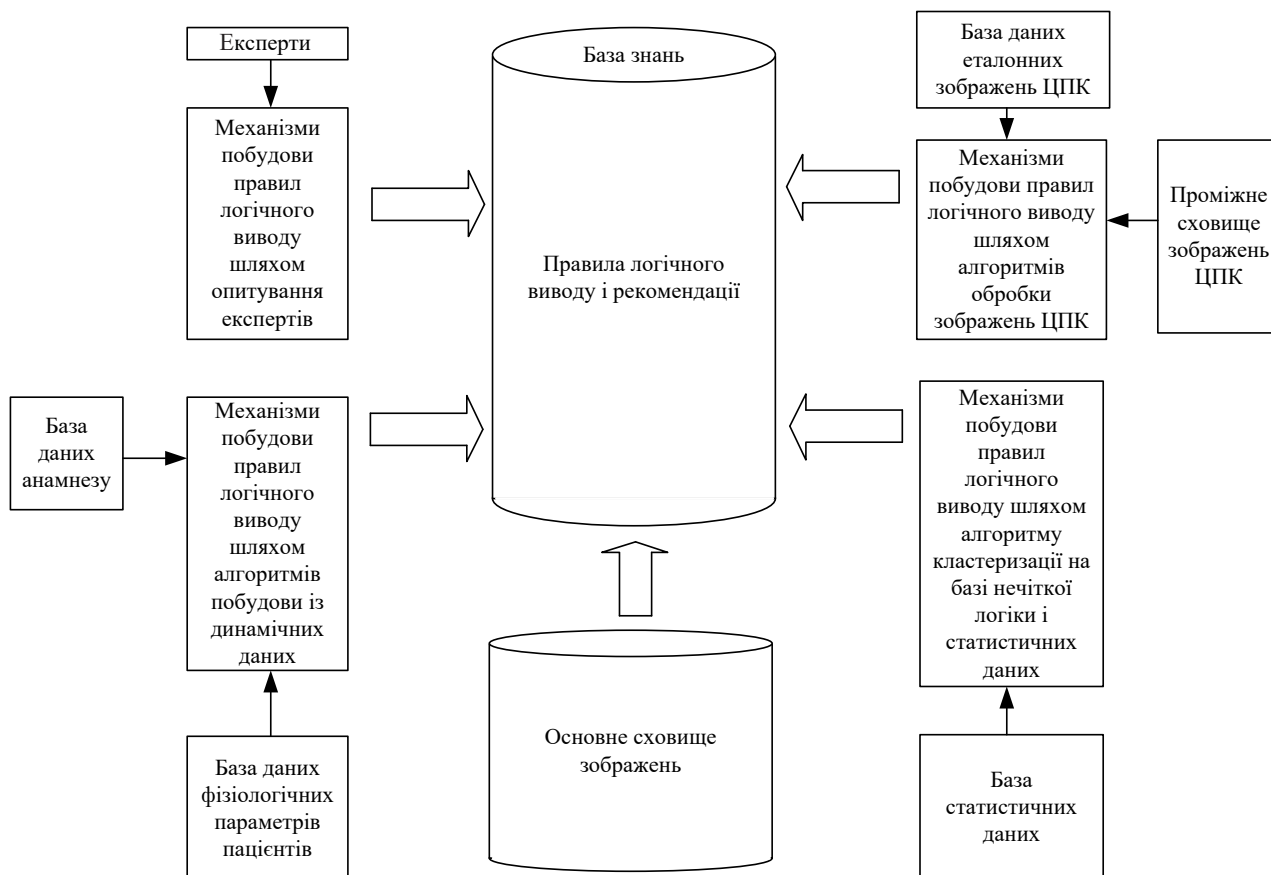 Експерти
Механізми
побудови
правил
логічного
виводу
шляхом
опитування
експертів
База
даних
анамнезу
Механізми
побудови
правил
логічного
виводу
шляхом
алгоритмів
побудови із
динамічних
даних
База даних
фізіологічних
параметрів
пацієнтів
База знань
Правила логічного
виводу і рекомендації
Основне сховище
зображень
База даних
еталонних
зображень ЦПК
Механізми
побудови правил
логічного виводу
шляхом
алгоритмів
обробки
зображень ЦПК
Проміжне
сховище
зображень
ЦПК
Механізми
побудови
правил
логічного
виводу шляхом
алгоритму
кластеризації на
базі нечіткої
логіки і
статистичних
даних
База
статистичних
даних